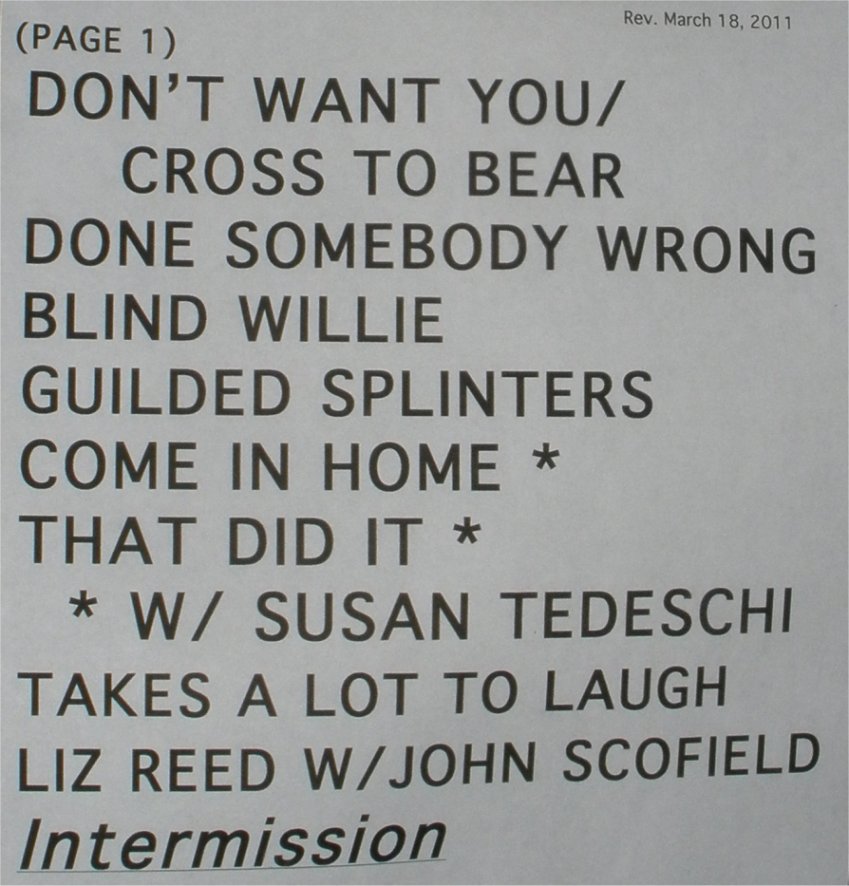 Rev. March 18, 2011
(PAGE 1)
DON'T WANT YOU/
CROSS TO BEAR
DONE SOMEBODY WRONG
BLIND WILLIE
GUILDED SPLINTERS
COME IN HOME *
THAT DID IT *
* W/ SUSAN TEDESCHI
TAKES A LOT TO LAUGH
LIZ REED W/JOHN SCOFIELD
Intermission